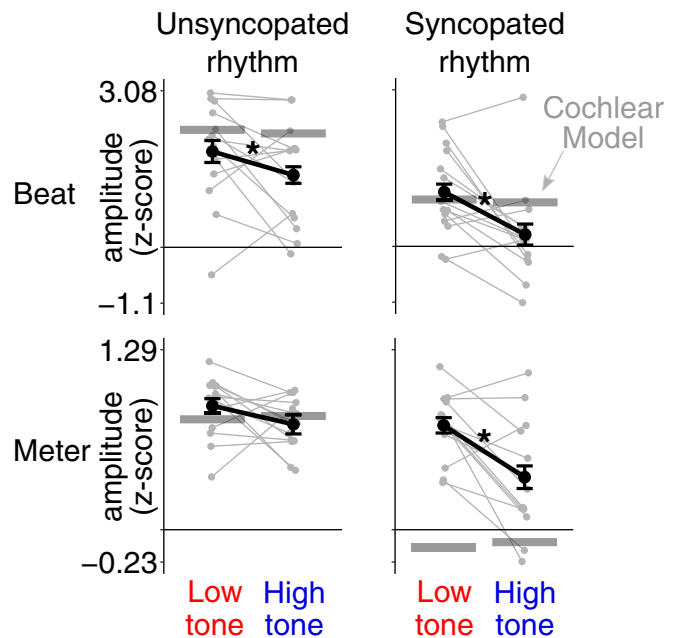 Unsyncopated
rhythm
Syncopated
rhythm
3.08
Cochlear
Model
*
*
Beat
amplitude
(z-score)
−1.1
1.29
*
Meter
amplitude
(z-score)
−0.23
Low
tone
High
tone
Low
tone
High
tone